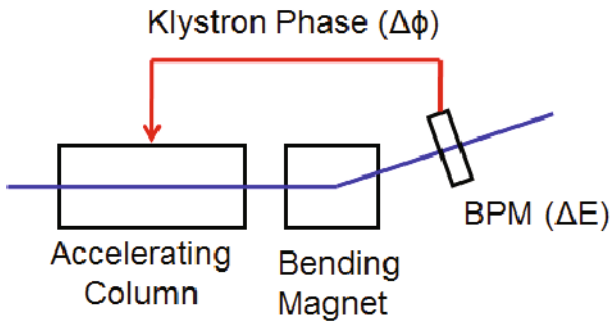 Klystron Phase (Δϕ)
Accelerating
Column
Bending
Magnet
BPM (ΔE)